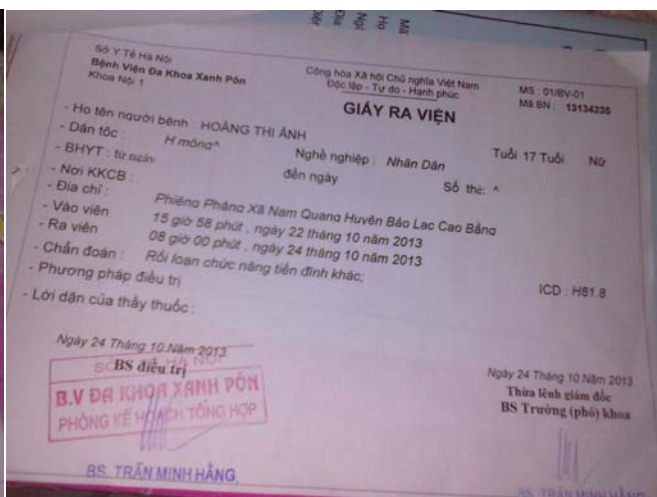 Sở Y Tế Hà Nội
Bệnh Viện Đa Khoa Xanh Pôn
Khoa Nội 1
Cộng hòa Xã hội Chủ nghĩa Việt Nam
Độc lập - Tự do - Hạnh phúc
MS : 01/BV-01
Mã BN : 13134235
GIẤY RA VIỆN
- Họ tên người bệnh : HOÀNG THỊ ÁNH
Tuổi 17 Tuổi Nữ
- Dân tộc : H mông^ Nghề nghiệp : Nhân Dân
- BHYT : từ ngày đến ngày Số thẻ: ^
- Nơi KKCB :
- Địa chỉ : Phiêng Phăng Xã Nam Quang Huyện Bảo Lạc Cao Bằng
- Vào viên 15 giờ 58 phút , ngày 22 tháng 10 năm 2013
- Ra viên 08 giờ 00 phút , ngày 24 tháng 10 năm 2013
- Chẩn đoán : Rối loạn chức năng tiền đình khác; ICD : H81.8
- Phương pháp điều trị
- Lời dặn của thầy thuốc :
Ngày 24 Tháng 10 Năm 2013
BS điều trị
B.V ĐA KHOA XANH PÔN
PHÒNG KẾ HOẠCH TỔNG HỢP
BS. TRẦN MINH HẰNG
Ngày 24 Tháng 10 Năm 2013
Thừa lệnh giám đốc
BS Trưởng (phó) khoa
BS. TRẦN MINH HẰNG